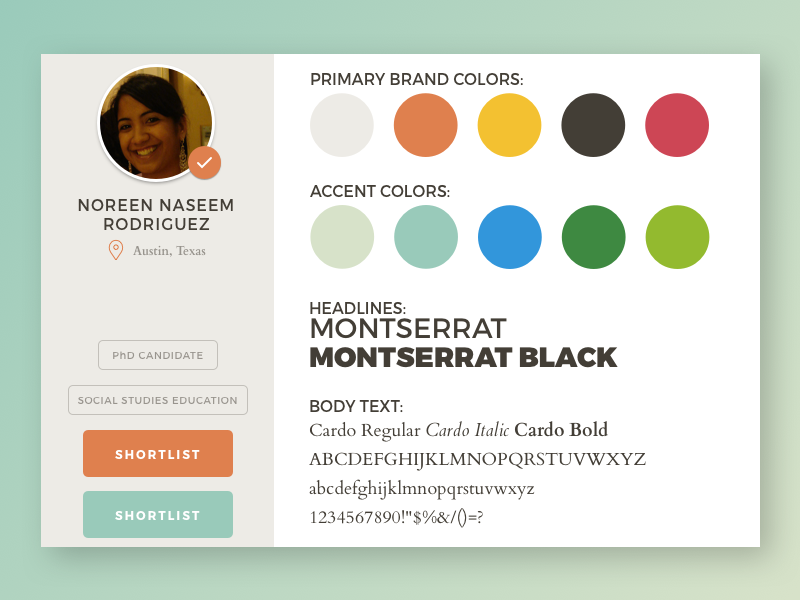 NOREEN NASEEM
RODRIGUEZ
Austin, Texas
PhD CANDIDATE
SOCIAL STUDIES EDUCATION
SHORTLIST
SHORTLIST
PRIMARY BRAND COLORS:
ACCENT COLORS:
HEADLINES:
MONTSERRAT
MONTSERRAT BLACK
BODY TEXT:
Cardo Regular Cardo Italic Cardo Bold
ABCDEFGHIJKLMNOPQRSTUVWXYZ
abcdefghijklmnopqrstuvwxyz
1234567890!"$%&/()=?